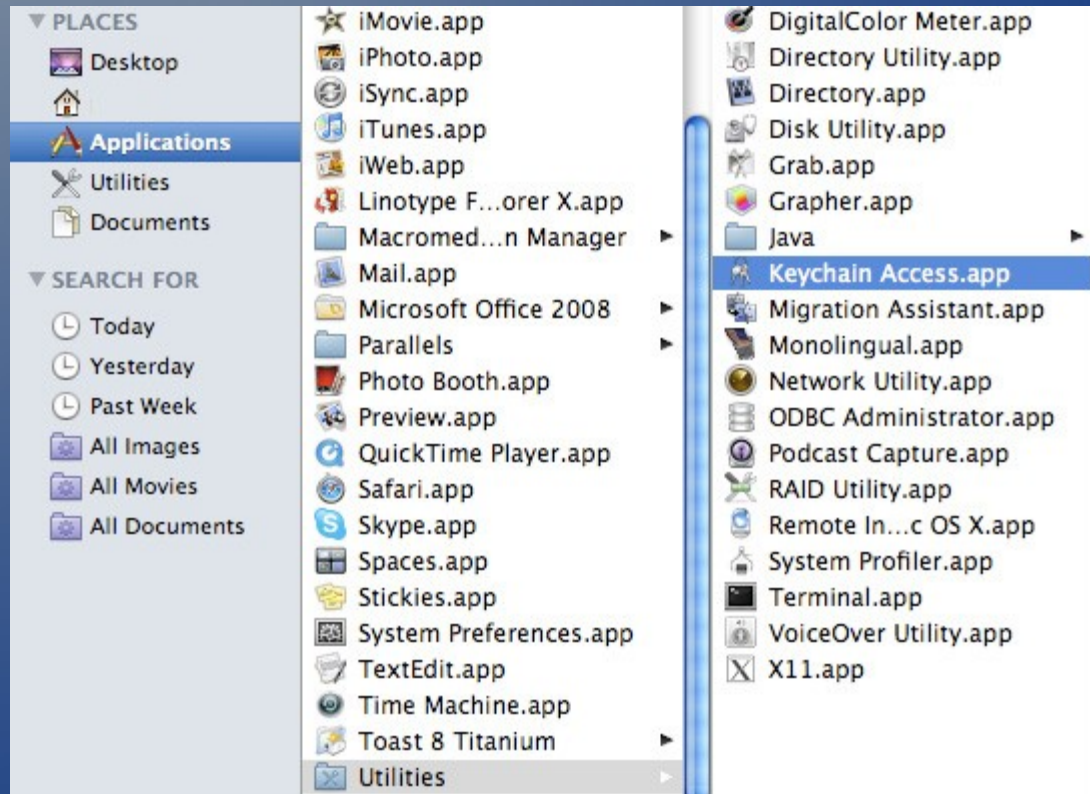 PLACES
Desktop
Applications
Utilities
Documents
SEARCH FOR
Today
Yesterday
Past Week
All Images
All Movies
All Documents
iMovie.app
iPhoto.app
iSync.app
iTunes.app
iWeb.app
Linotype F...orer X.app
Macromed...n Manager
Mail.app
Microsoft Office 2008
Parallels
Photo Booth.app
Preview.app
QuickTime Player.app
Safari.app
Skype.app
Spaces.app
Stickies.app
System Preferences.app
TextEdit.app
Time Machine.app
Toast 8 Titanium
Utilities
DigitalColor Meter.app
Directory Utility.app
Directory.app
Disk Utility.app
Grab.app
Grapher.app
Java
Keychain Access.app
Migration Assistant.app
Monolingual.app
Network Utility.app
ODBC Administrator.app
Podcast Capture.app
RAID Utility.app
Remote In...c OS X.app
System Profiler.app
Terminal.app
VoiceOver Utility.app
X11.app